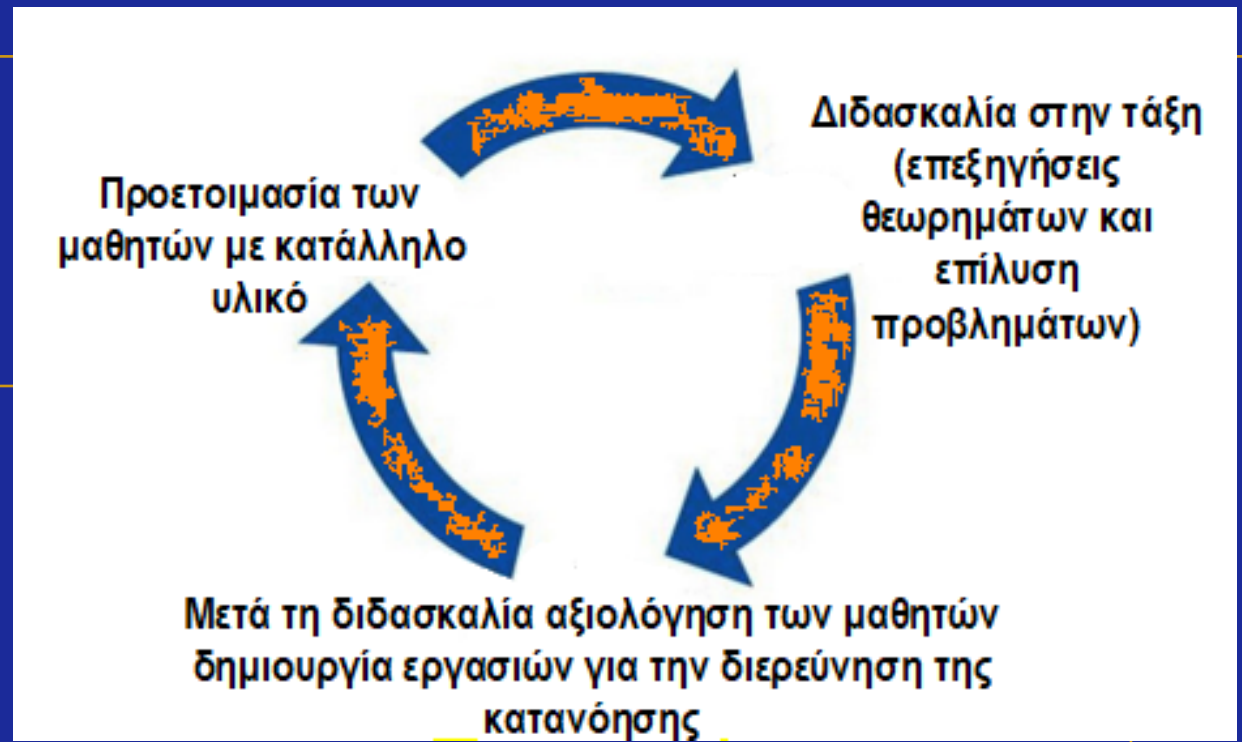 Προετοιμασία των
μαθητών με κατάλληλο
υλικό
Διδασκαλία στην τάξη
(επεξηγήσεις
θεωρημάτων και
επίλυση
προβλημάτων)
Μετά τη διδασκαλία αξιολόγηση των μαθητών
δημιουργία εργασιών για την διερεύνηση της
κατανόησης